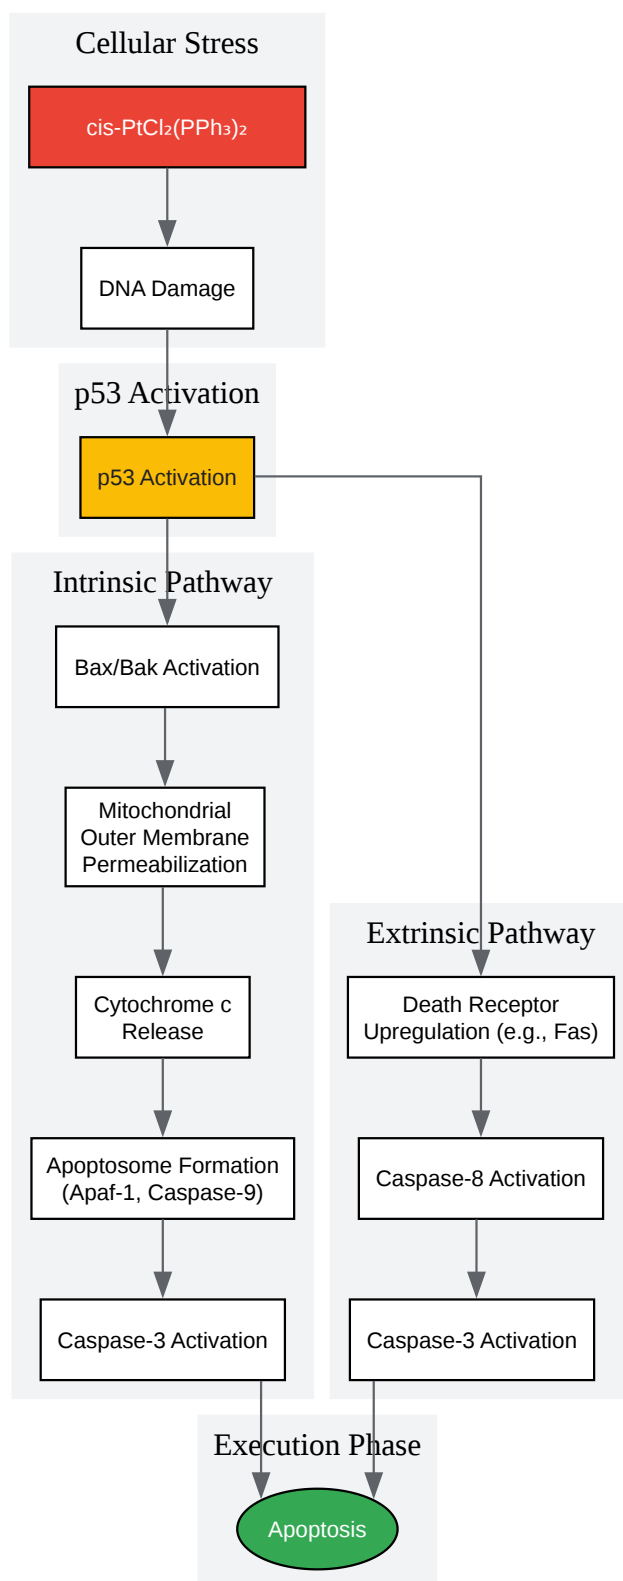 Cellular Stress
cis-PtCl₂(PPh₃)₂
DNA Damage
p53 Activation
p53 Activation
Intrinsic Pathway
Bax/Bak Activation
Mitochondrial
Outer Membrane
Permeabilization
Cytochrome c
Release
Apoptosome Formation
(Apaf-1, Caspase-9)
Caspase-3 Activation
Extrinsic Pathway
Death Receptor
Upregulation (e.g., Fas)
Caspase-8 Activation
Caspase-3 Activation
Execution Phase
Apoptosis